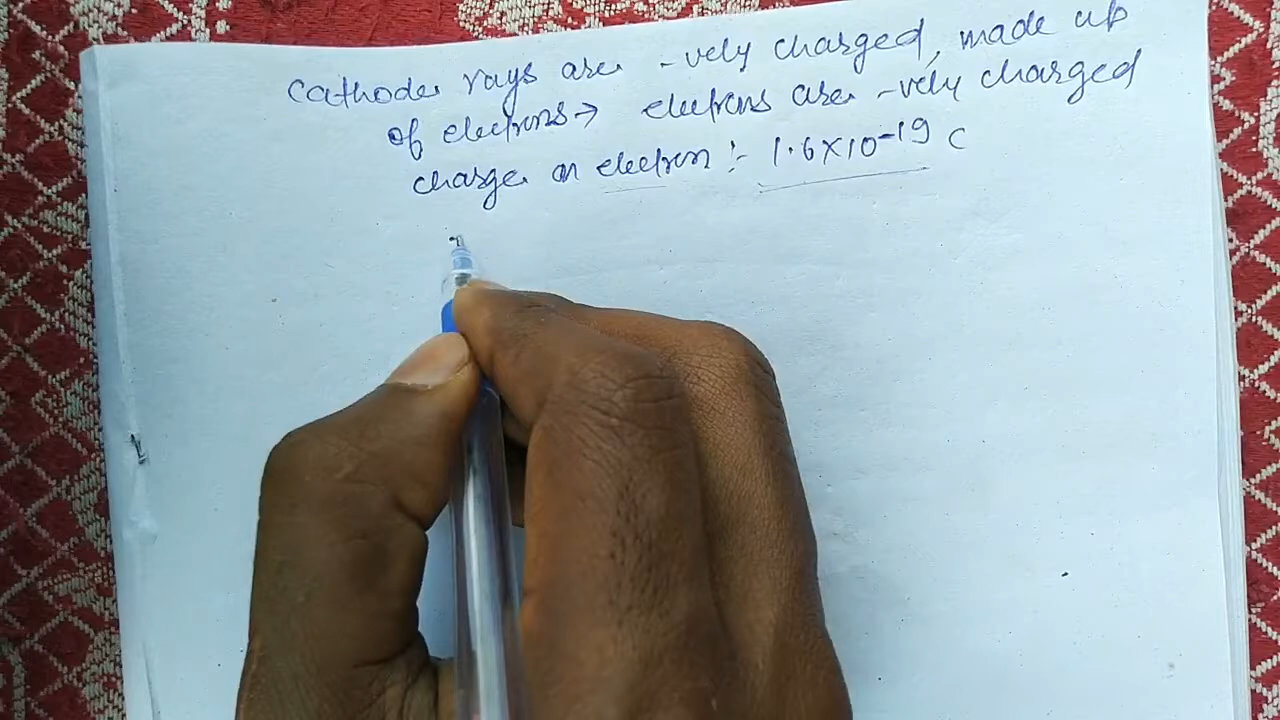 Cathode rays are -vely charged, made up
of electrons → electrons are -vely charged
charge on electron :- 1.6×10-19 C